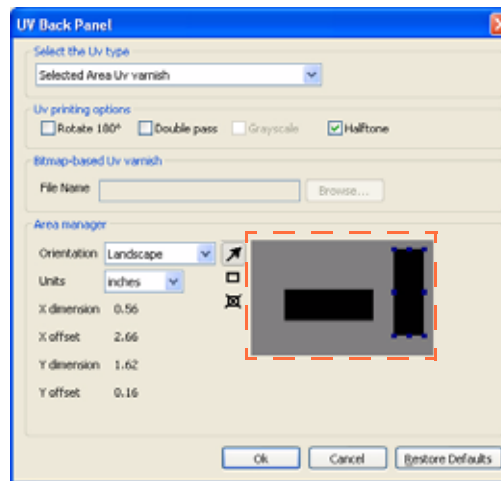 UV Back Panel
Select the Uv type
Selected Area Uv varnish
Uv printing options
Rotate 180° Double pass Grayscale Halftone
Bitmap-based Uv varnish
File Name Browse...
Area manager
Orientation Landscape
Units inches
X dimension 0.56
X offset 2.66
Y dimension 1.62
Y offset 0.16
Ok Cancel Restore Defaults